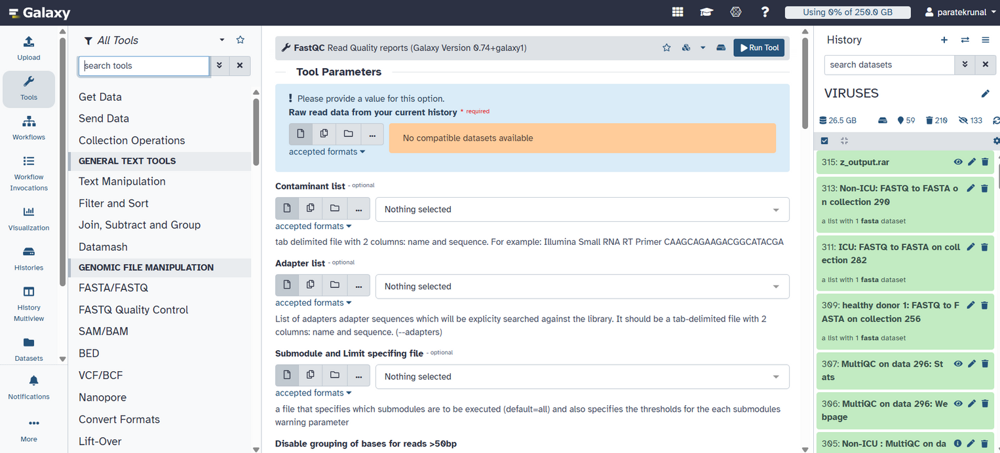 Galaxy
Using 0% of 250.0 GB
paratekrunal
Upload
Tools
Workflows
Workflow
Invocations
Visualization
Histories
History
Multiview
Datasets
Notifications
More
All Tools
search tools
Get Data
Send Data
Collection Operations
GENERAL TEXT TOOLS
Text Manipulation
Filter and Sort
Join, Subtract and Group
Datamash
GENOMIC FILE MANIPULATION
FASTA/FASTQ
FASTQ Quality Control
SAM/BAM
BED
VCF/BCF
Nanopore
Convert Formats
Lift-Over
FastQC Read Quality reports (Galaxy Version 0.74+galaxy1)
Run Tool
Tool Parameters
! Please provide a value for this option.
Raw read data from your current history * required
...
No compatible datasets available
accepted formats
Contaminant list - optional
...
Nothing selected
accepted formats
tab delimited file with 2 columns: name and sequence. For example: Illumina Small RNA RT Primer CAAGCAGAAGACGGCATACGA
Adapter list - optional
...
Nothing selected
accepted formats
List of adapters adapter sequences which will be explicity searched against the library. It should be a tab-delimited file with 2
columns: name and sequence. (--adapters)
Submodule and Limit specifing file - optional
...
Nothing selected
accepted formats
a file that specifies which submodules are to be executed (default=all) and also specifies the thresholds for the each submodules
warning parameter
Disable grouping of bases for reads >50bp
History
search datasets
VIRUSES
26.5 GB
59
210
133
315: z_output.rar
313: Non-ICU: FASTQ to FASTA o
n collection 290
a list with 1 fasta dataset
311: ICU: FASTQ to FASTA on coll
ection 282
a list with 1 fasta dataset
309: healthy donor 1: FASTQ to F
ASTA on collection 256
a list with 1 fasta dataset
307: MultiQC on data 296: St
ats
306: MultiQC on data 296: We
bpage
305: Non-ICU : MultiQC on da